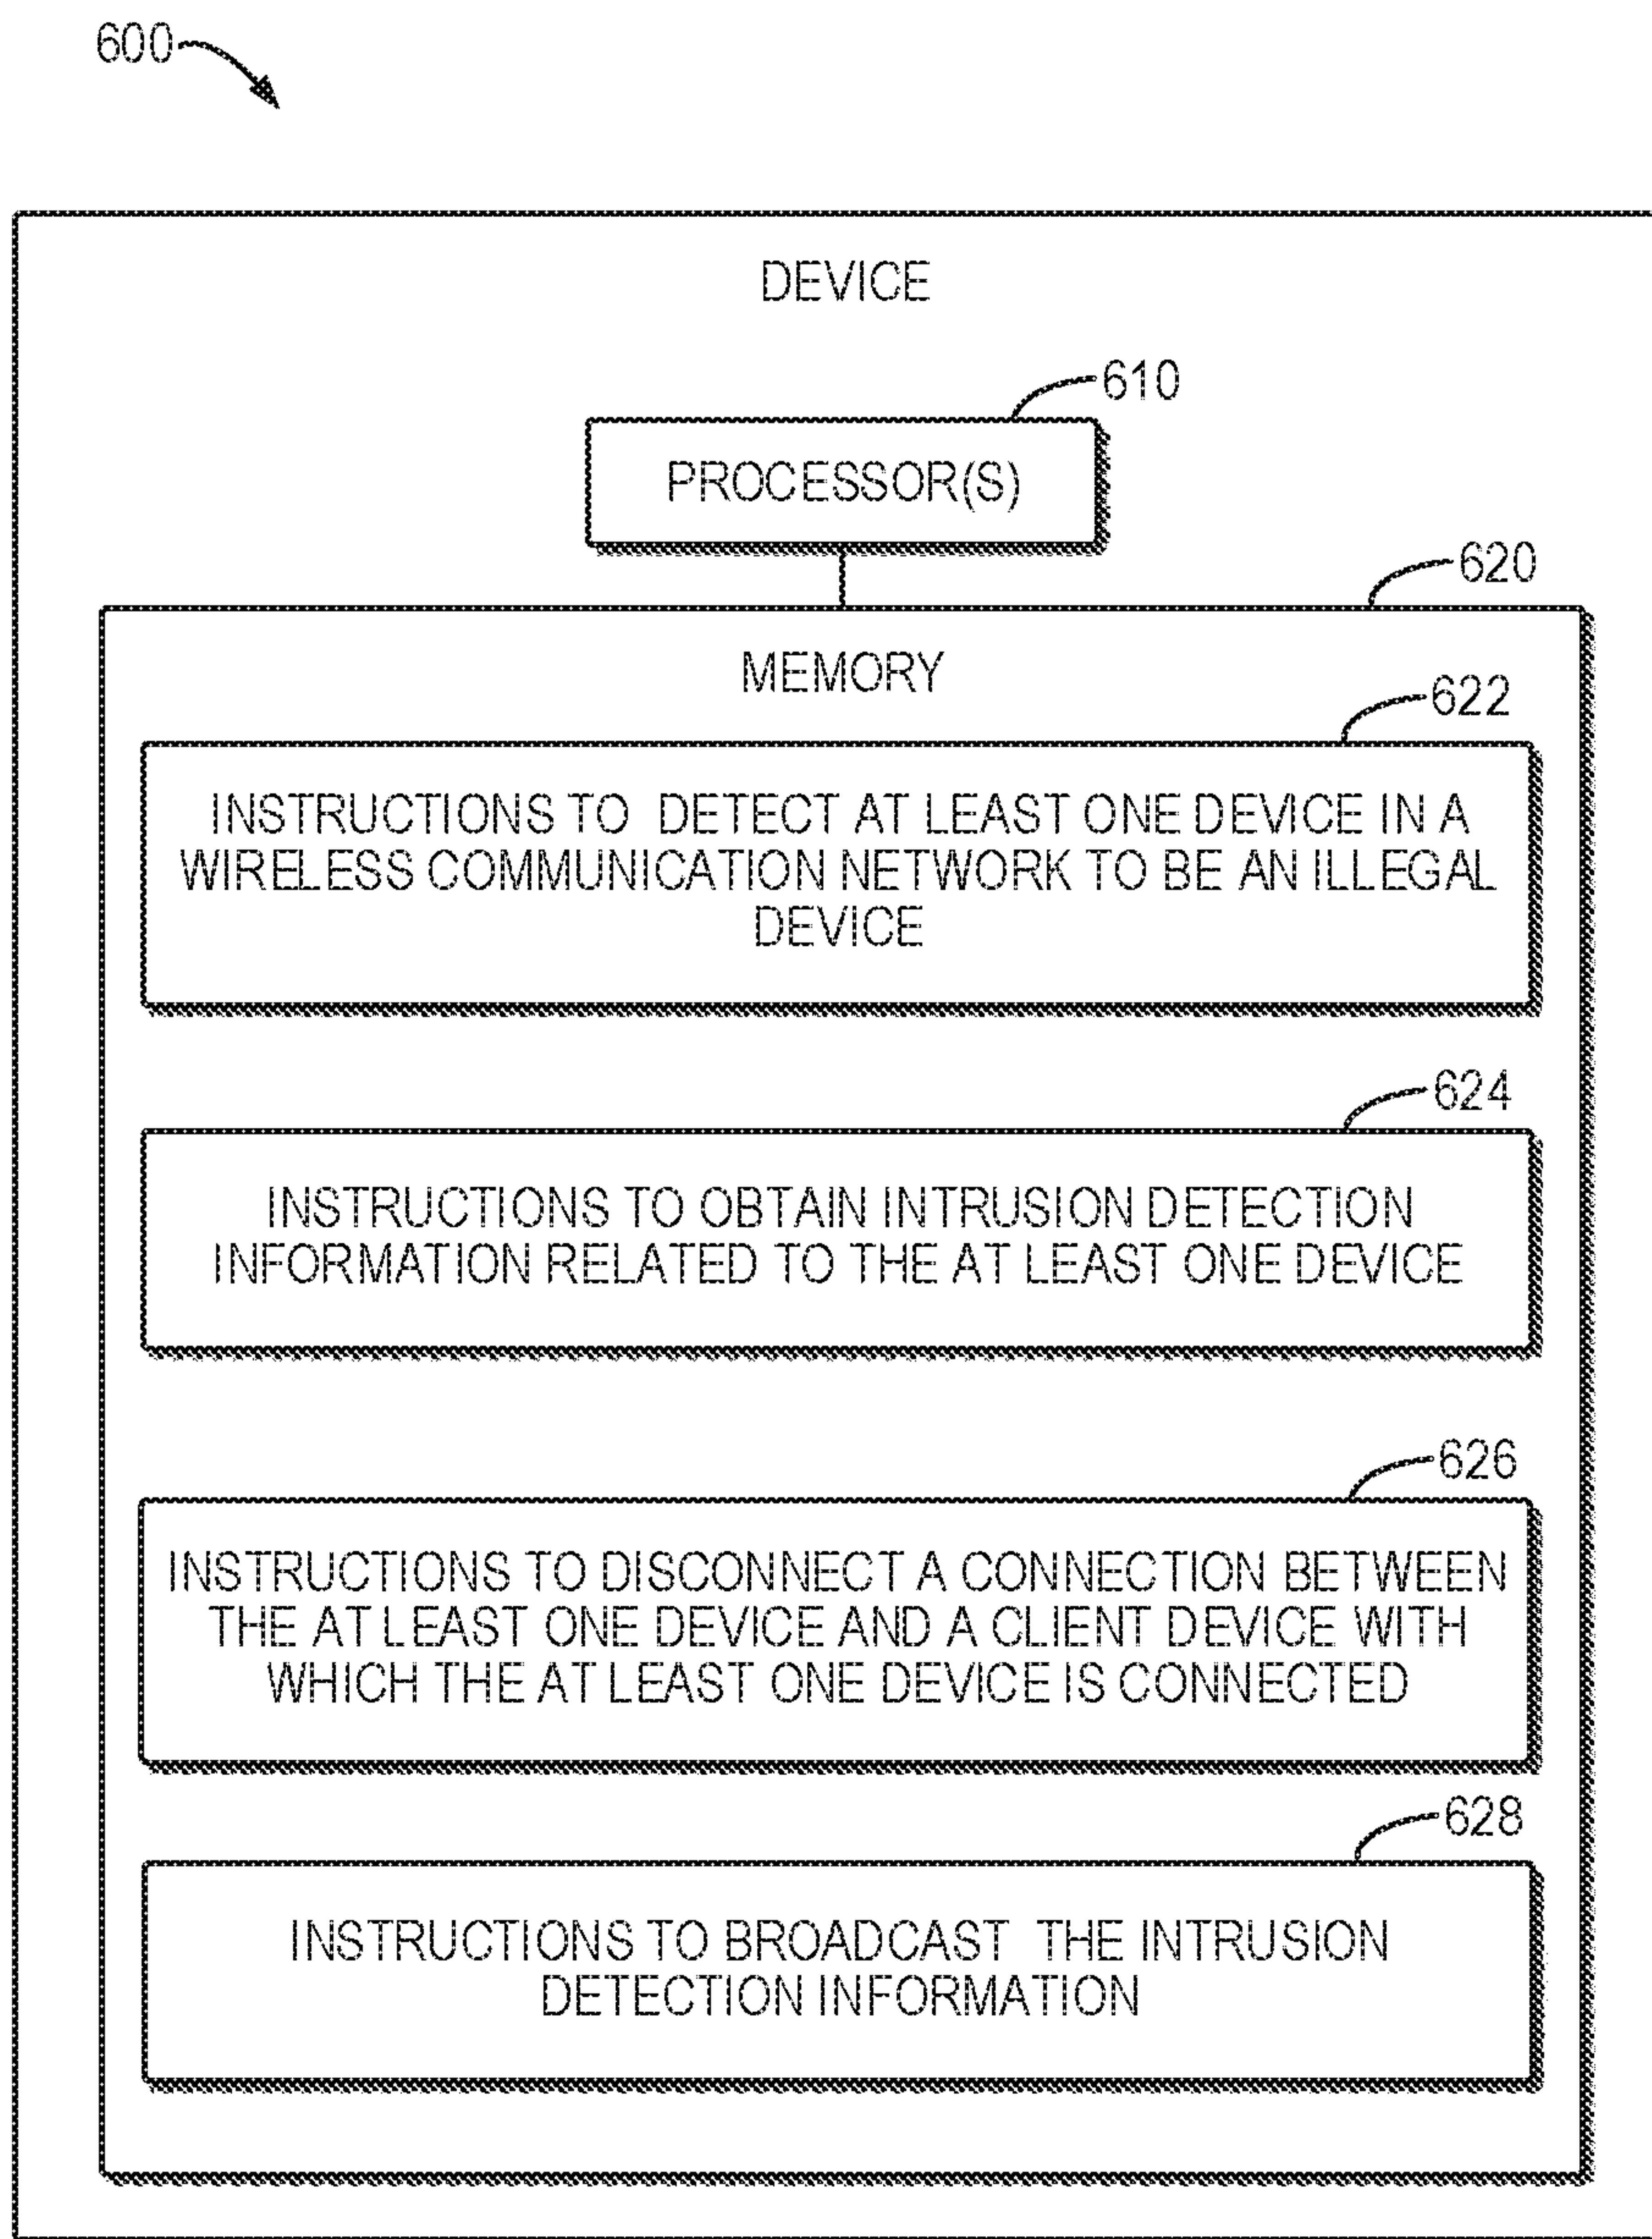 600
DEVICE
610
PROCESSOR(S)
620
MEMORY
622
INSTRUCTIONS TO DETECT AT LEAST ONE DEVICE IN A
WIRELESS COMMUNICATION NETWORK TO BE AN ILLEGAL
DEVICE
624
INSTRUCTIONS TO OBTAIN INTRUSION DETECTION
INFORMATION RELATED TO THE AT LEAST ONE DEVICE
626
INSTRUCTIONS TO DISCONNECT A CONNECTION BETWEEN
THE AT LEAST ONE DEVICE AND A CLIENT DEVICE WITH
WHICH THE AT LEAST ONE DEVICE IS CONNECTED
628
INSTRUCTIONS TO BROADCAST THE INTRUSION
DETECTION INFORMATION